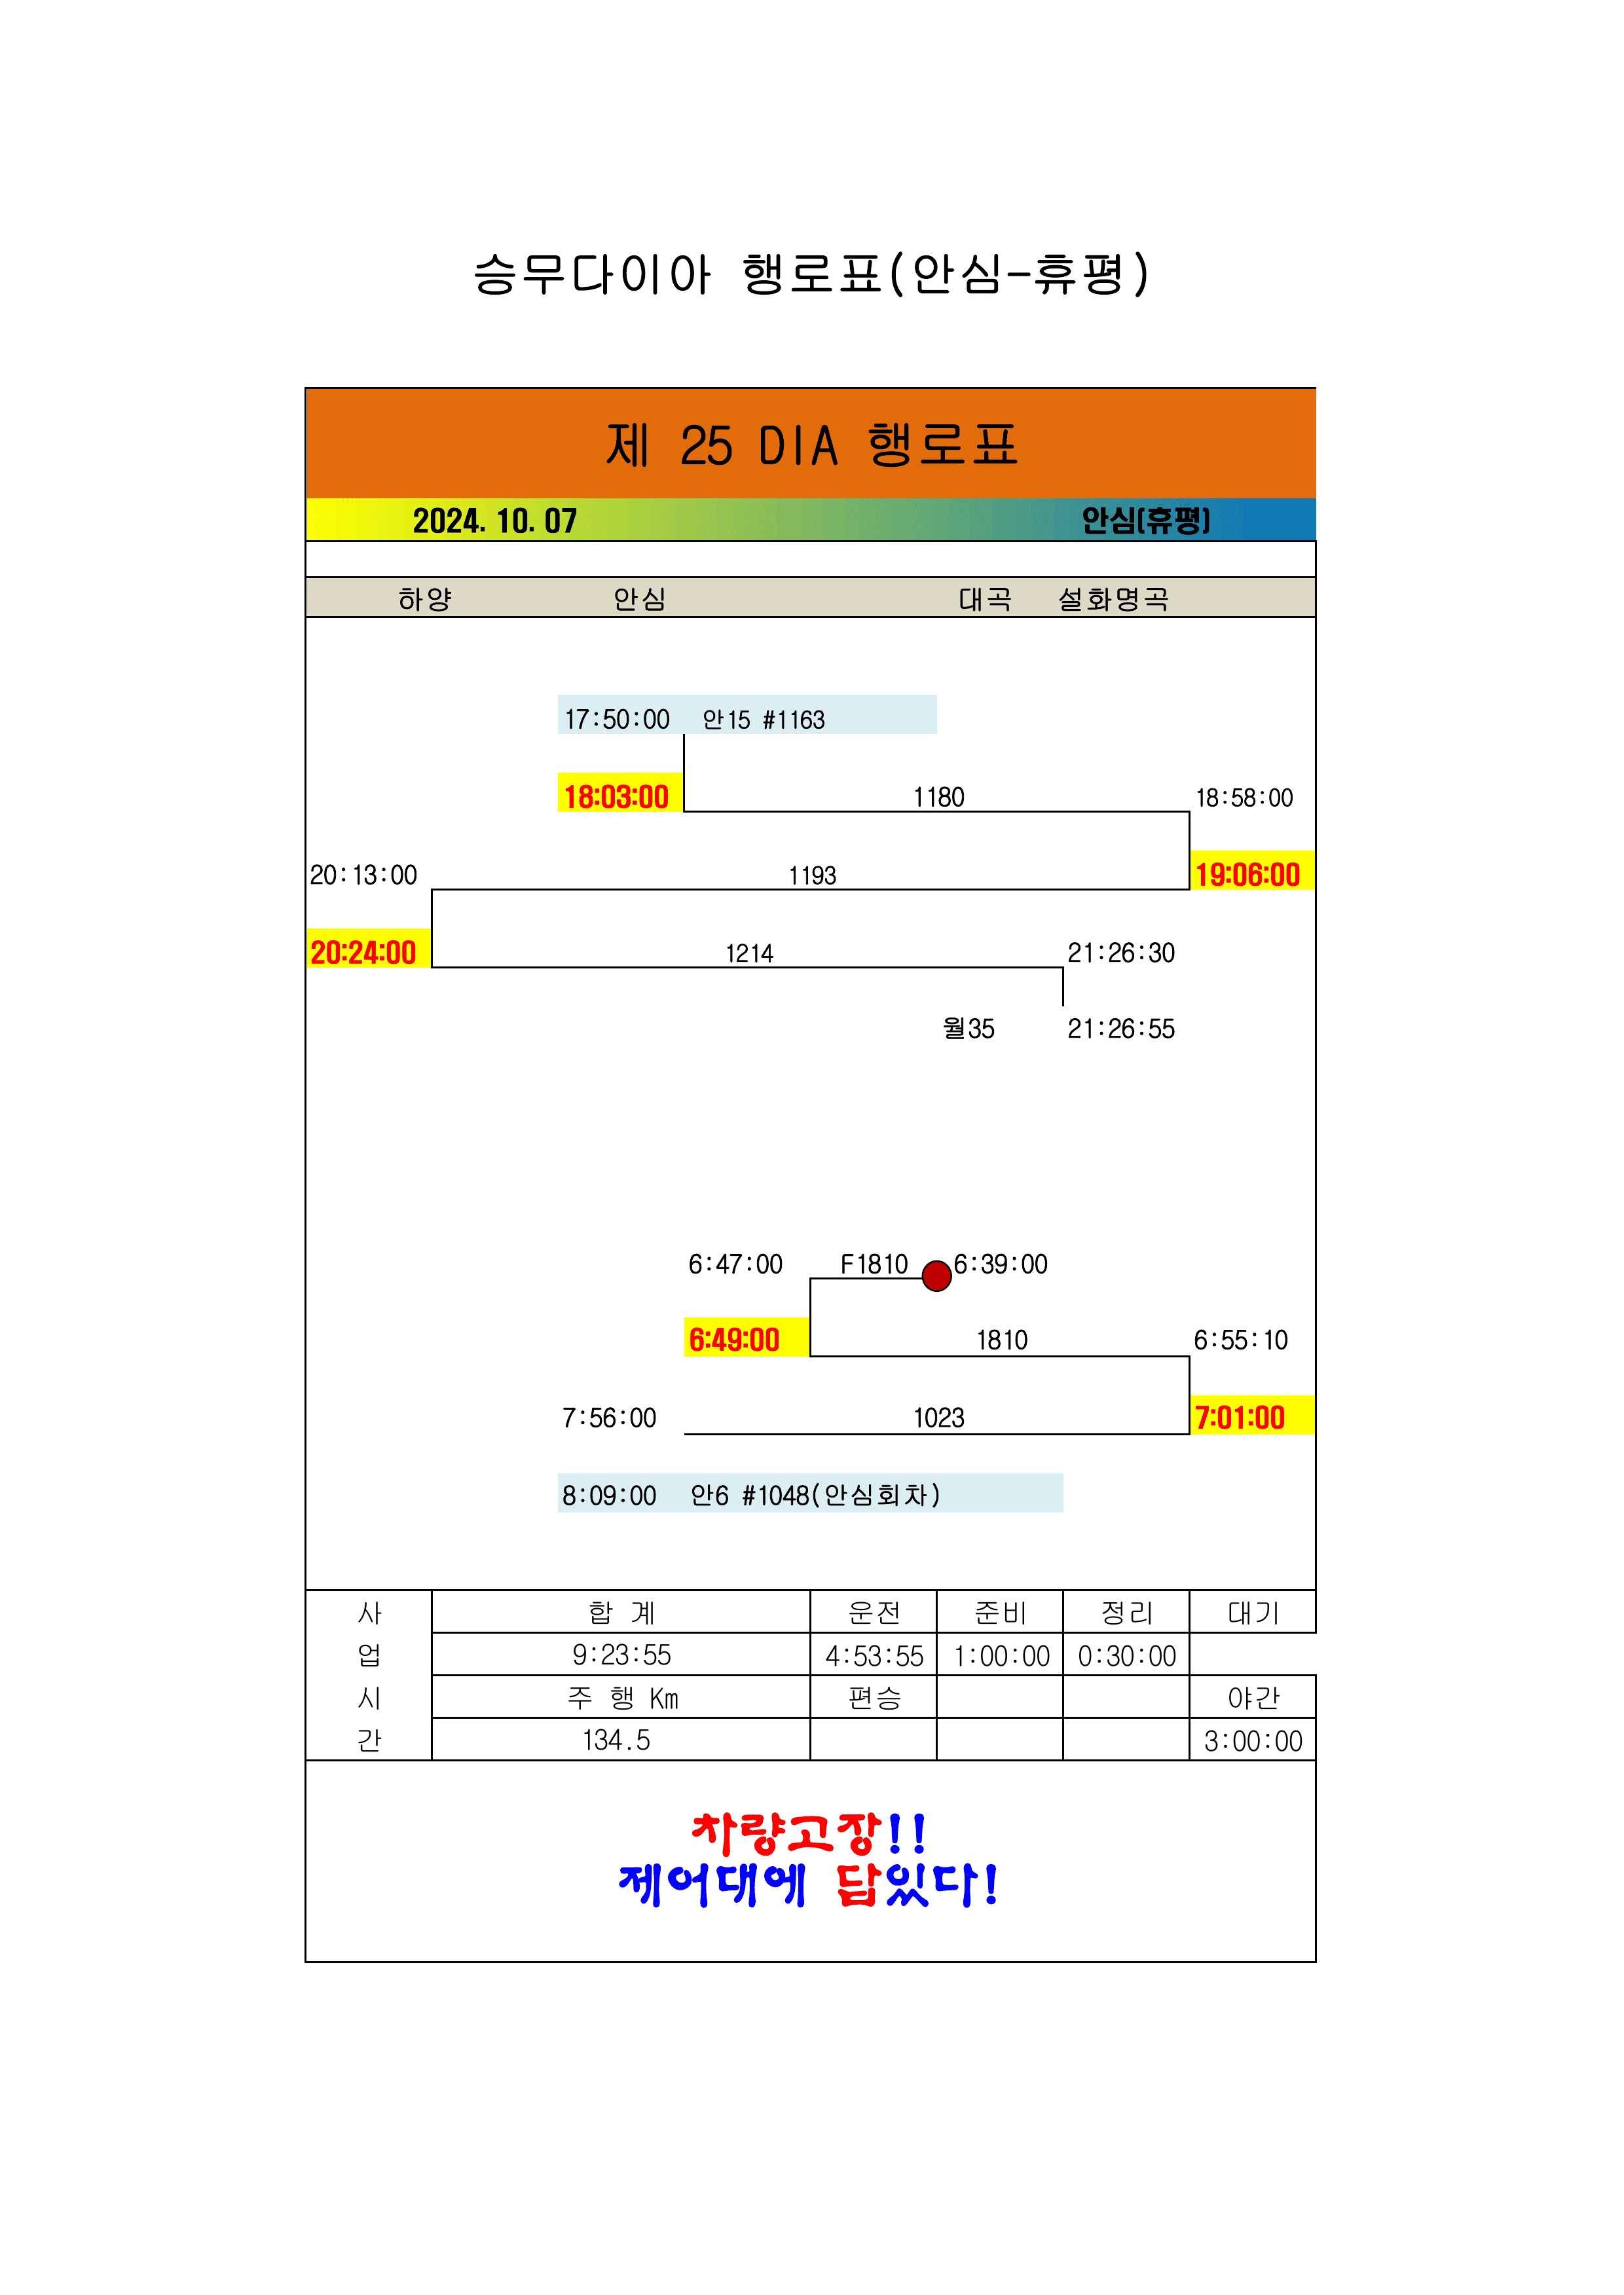 승무다이아 행로표(안심-휴평)
제 25 DIA 행로표
2024. 10. 07 안심(휴평)
하양 안심 대곡 설화명곡
17:50:00 안15 #1163
18:03:00 1180 18:58:00
20:13:00 1193 19:06:00
20:24:00 1214 21:26:30
월35 21:26:55
6:47:00 F1810 6:39:00
6:49:00 1810 6:55:10
7:56:00 1023 7:01:00
8:09:00 안6 #1048(안심회차)
사 합 계 운전 준비 정리 대기
업 9:23:55 4:53:55 1:00:00 0:30:00
시 주 행 Km 편승 야간
간 134.5 3:00:00
차량고장!!
제어대에 답있다!